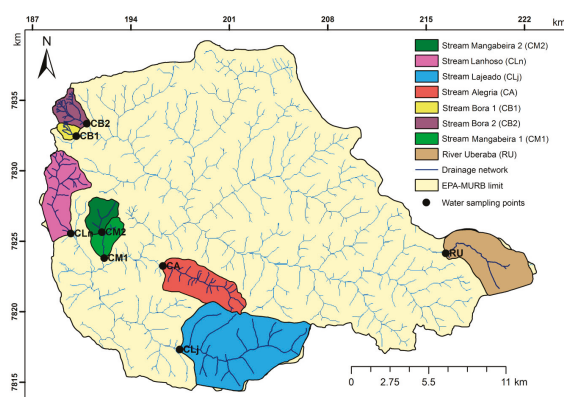 km 187 194 201 208 215 222 km
km
N
7835
7830
7825
7820
7815
CB2
CB1
CLn
CM2
CM1
CA
CLj
RU
Stream Mangabeira 2 (CM2)
Stream Lanhoso (CLn)
Stream Lajeado (CLj)
Stream Alegria (CA)
Stream Bora 1 (CB1)
Stream Bora 2 (CB2)
Stream Mangabeira 1 (CM1)
River Uberaba (RU)
Drainage network
EPA-MURB limit
Water sampling points
0 2.75 5.5 11 km